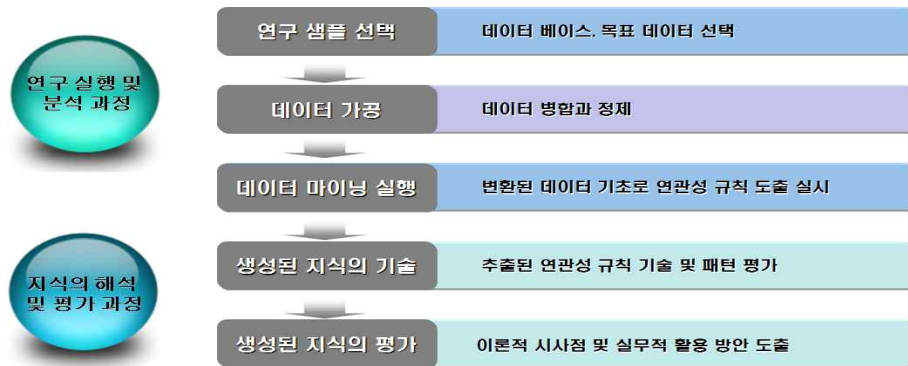 연구 실행 및
분석 과정
연구 샘플 선택
데이터 베이스. 목표 데이터 선택
데이터 가공
데이터 병합과 정제
데이터 마이닝 실행
변환된 데이터 기초로 연관성 규칙 도출 실시
지식의 해석
및 평가 과정
생성된 지식의 기술
추출된 연관성 규칙 기술 및 패턴 평가
생성된 지식의 평가
이론적 시사점 및 실무적 활용 방안 도출